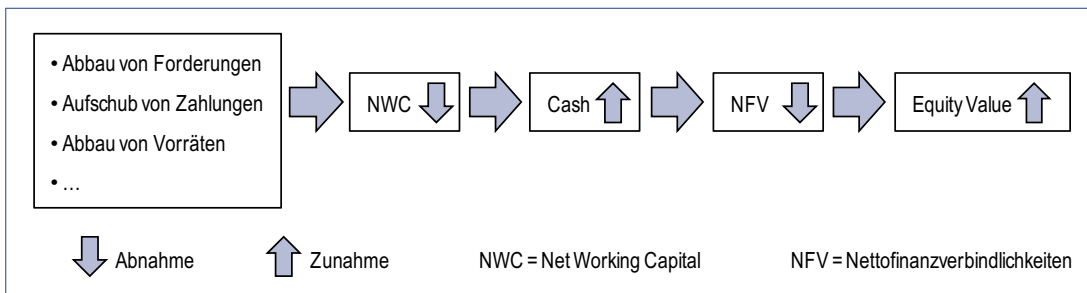 • Abbau von Forderungen
• Aufschub von Zahlungen
• Abbau von Vorräten
• ...
NWC
Cash
NFV
Equity Value
Abnahme
Zunahme
NWC = Net Working Capital
NFV = Nettofinanzverbindlichkeiten